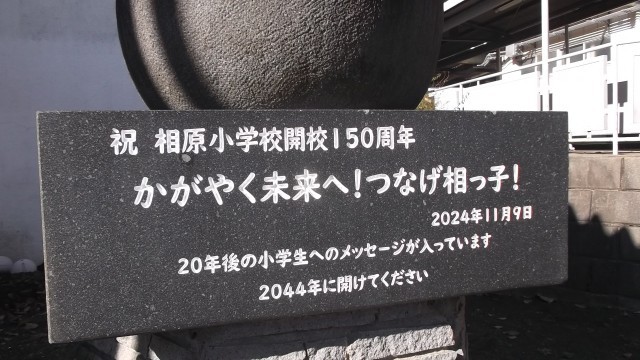 祝 相原小学校開校150周年
かがやく未来へ!つなげ相っ子!
2024年11月9日
20年後の小学生へのメッセージが入っています
2044年に開けてください